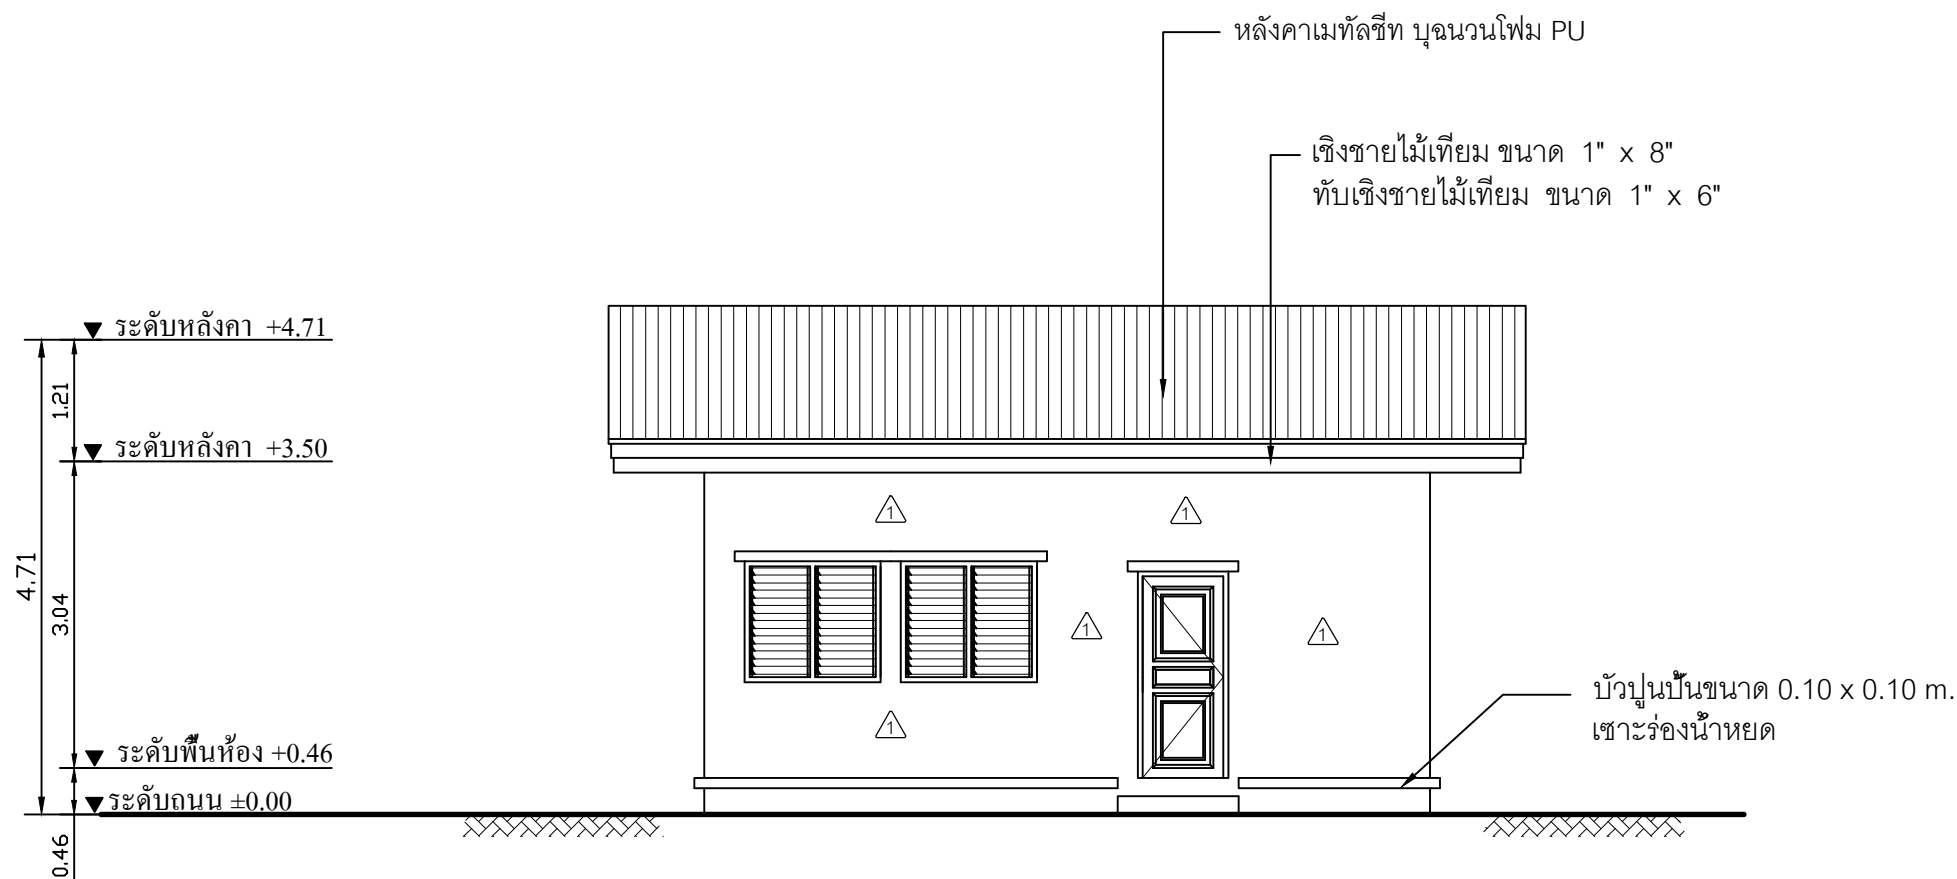 หลังคาเมทัลชีท บุฉนวนโฟม PU
เชิงชายไม้เทียม ขนาด 1" x 8"
ทับเชิงชายไม้เทียม ขนาด 1" x 6"
ระดับหลังคา +4.71
1.21
ระดับหลังคา +3.50
1
1
4.71
3.04
1
1
บัวปูนปั้นขนาด 0.10 x 0.10 m.
เซาะร่องน้ำหยด
1
ระดับพื้นห้อง +0.46
ระดับถนน ±0.00
0.46